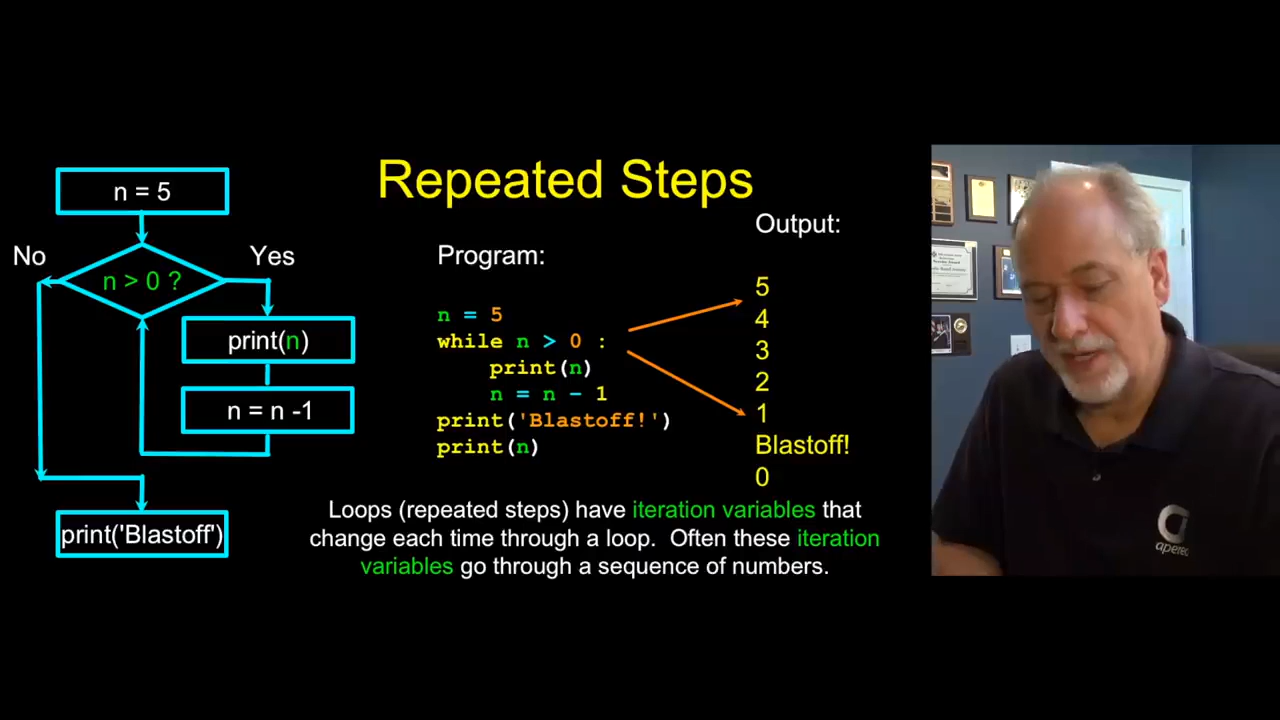 Repeated Steps
n = 5
No
Yes
n > 0 ?
print(n)
n = n -1
print('Blastoff')
Program:
n = 5
while n > 0 :
print(n)
n = n - 1
print('Blastoff!')
print(n)
Output:
5
4
3
2
1
Blastoff!
0
Loops (repeated steps) have iteration variables that
change each time through a loop. Often these iteration
variables go through a sequence of numbers.